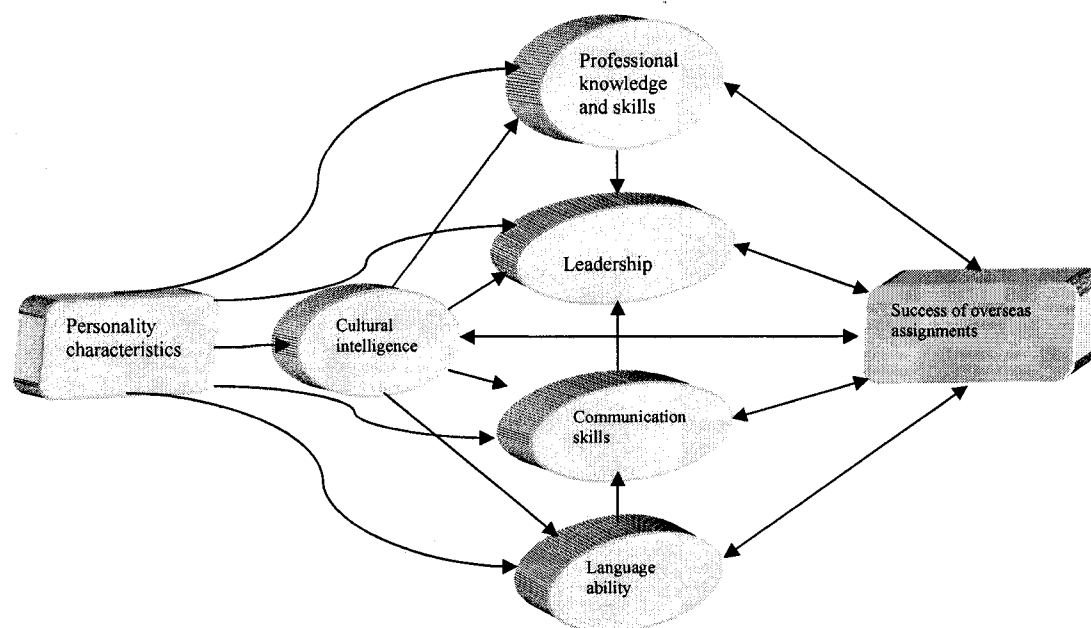 Professional
knowledge
and skills
Leadership
Personality
characteristics
Cultural
intelligence
Success of overseas
assignments
Communication
skills
Language
ability